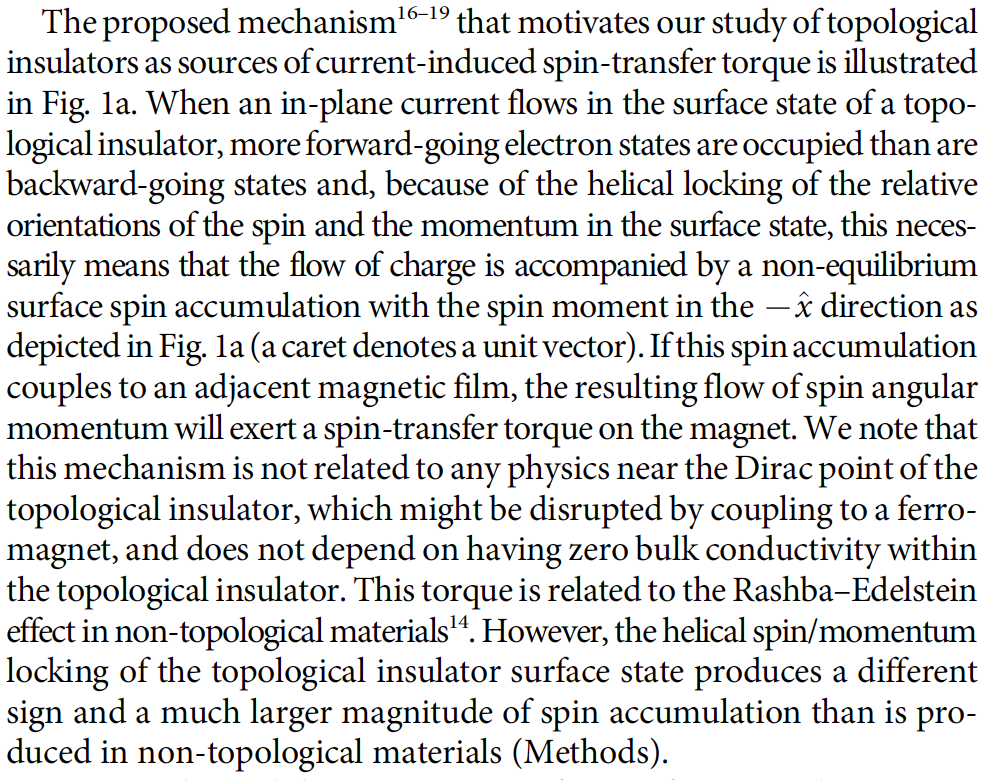 The proposed mechanism¹⁶⁻¹⁹ that motivates our study of topological
insulators as sources of current-induced spin-transfer torque is illustrated
in Fig. 1a. When an in-plane current flows in the surface state of a topo-
logical insulator, more forward-going electron states are occupied than are
backward-going states and, because of the helical locking of the relative
orientations of the spin and the momentum in the surface state, this neces-
sarily means that the flow of charge is accompanied by a non-equilibrium
surface spin accumulation with the spin moment in the −x̂ direction as
depicted in Fig. 1a (a caret denotes a unit vector). If this spin accumulation
couples to an adjacent magnetic film, the resulting flow of spin angular
momentum will exert a spin-transfer torque on the magnet. We note that
this mechanism is not related to any physics near the Dirac point of the
topological insulator, which might be disrupted by coupling to a ferro-
magnet, and does not depend on having zero bulk conductivity within
the topological insulator. This torque is related to the Rashba–Edelstein
effect in non-topological materials¹⁴. However, the helical spin/momentum
locking of the topological insulator surface state produces a different
sign and a much larger magnitude of spin accumulation than is pro-
duced in non-topological materials (Methods).